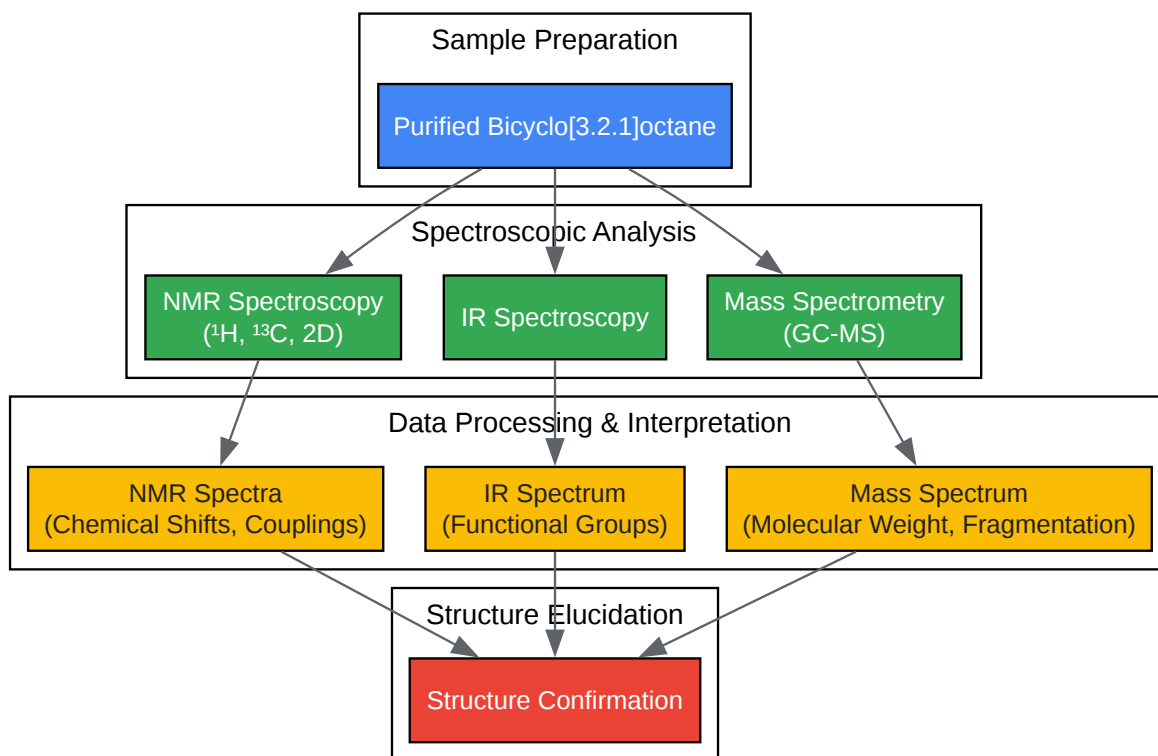 Sample Preparation
Purified Bicyclo[3.2.1]octane
Spectroscopic Analysis
NMR Spectroscopy
(¹H, ¹³C, 2D)
IR Spectroscopy
Mass Spectrometry
(GC-MS)
Data Processing & Interpretation
NMR Spectra
(Chemical Shifts, Couplings)
IR Spectrum
(Functional Groups)
Mass Spectrum
(Molecular Weight, Fragmentation)
Structure Elucidation
Structure Confirmation